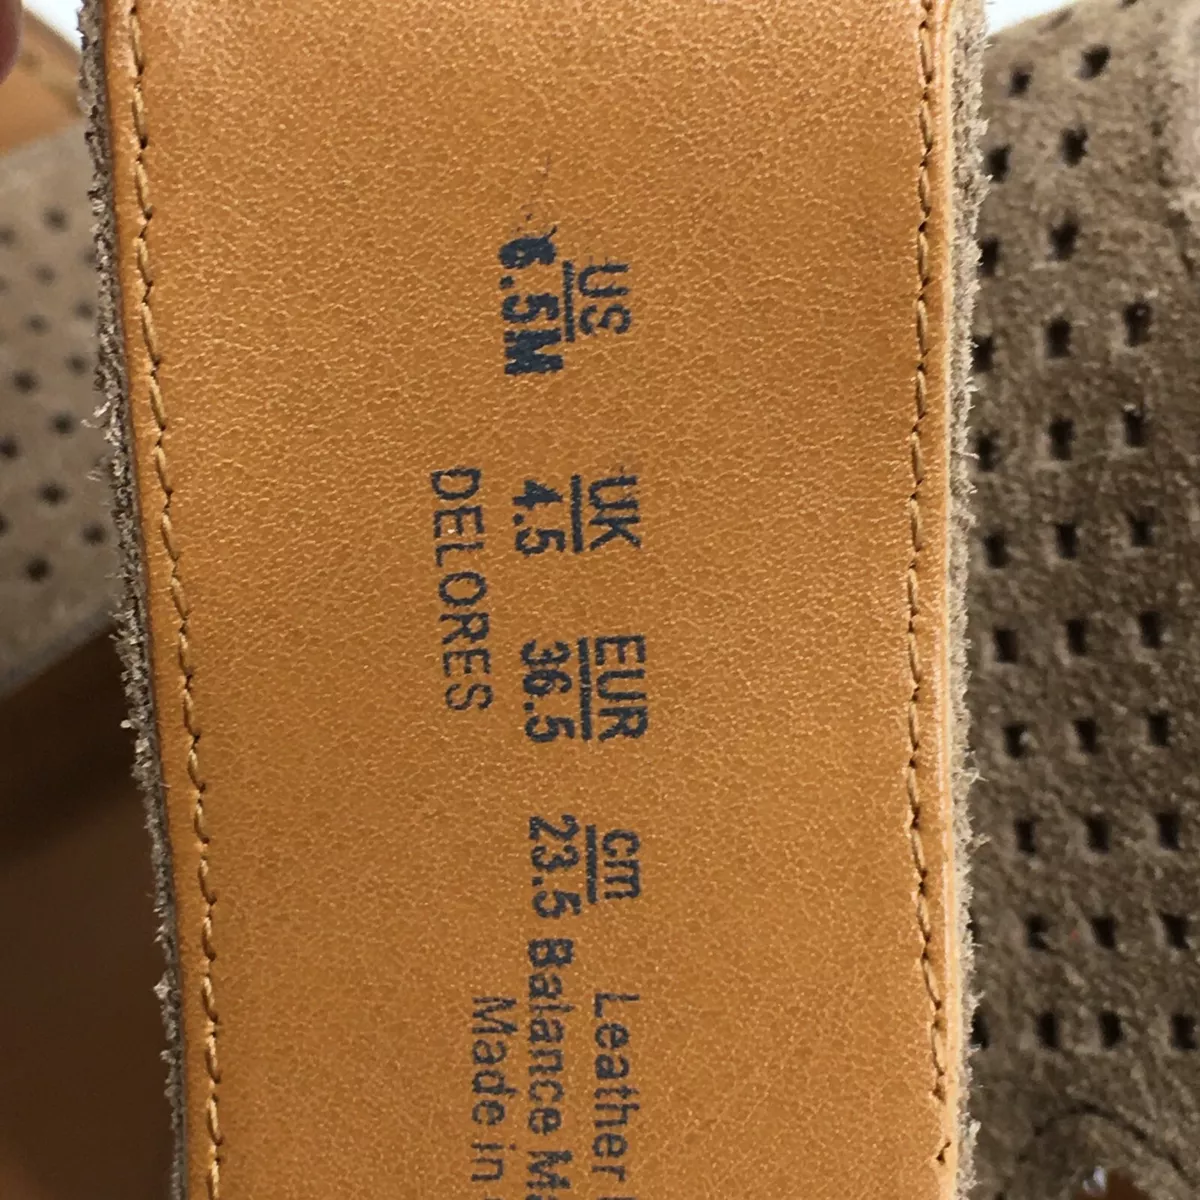 US UK EUR cm Leather
6.5M 4.5 36.5 23.5 Balance
DELORES Made in